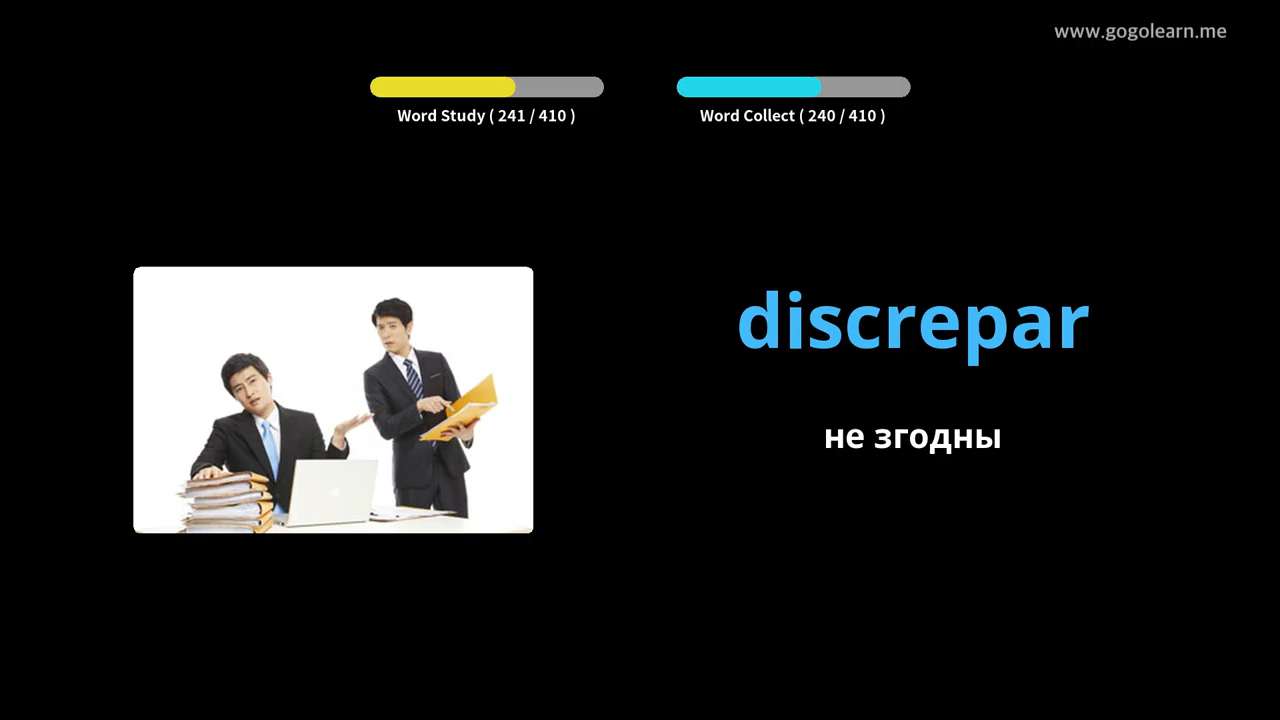 www.gogolearn.me
Word Study ( 241 / 410 )
Word Collect ( 240 / 410 )
discrepar
не згодны